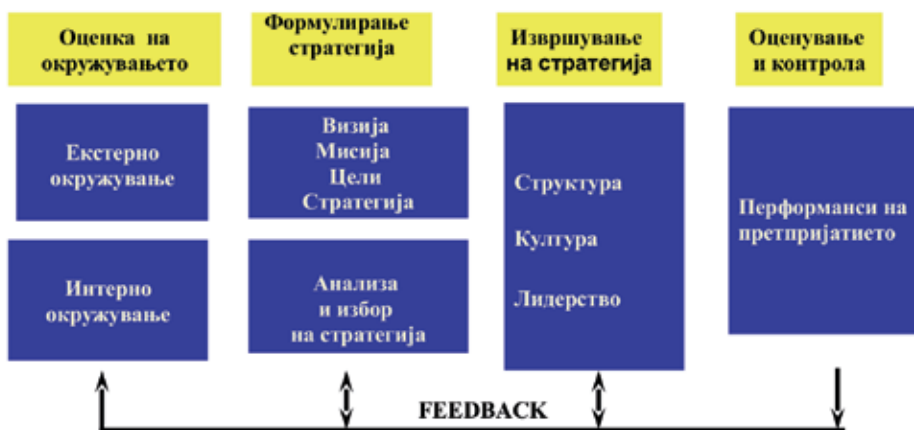 Оценка на
окружувањето
Формулирање
стратегија
Извршување
на стратегија
Оценување
и контрола
Екстерно
окружување
Интерно
окружување
Визија
Мисија
Цели
Стратегија
Анализа
и избор
на стратегија
Структура
Култура
Лидерство
Перформанси на
претпријатието
FEEDBACK